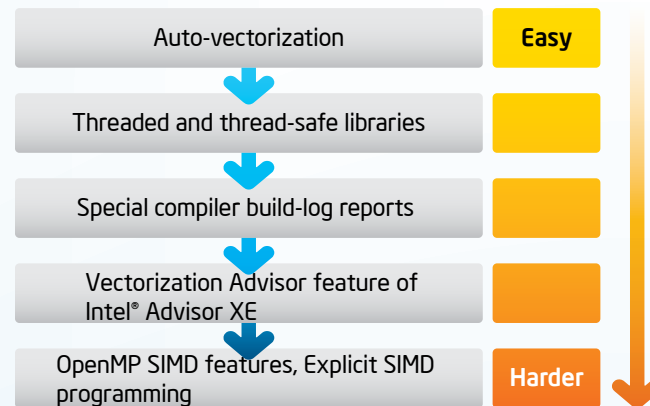 Auto-vectorization
Easy
Threaded and thread-safe libraries
Special compiler build-log reports
Vectorization Advisor feature of
Intel® Advisor XE
OpenMP SIMD features, Explicit SIMD
programming
Harder